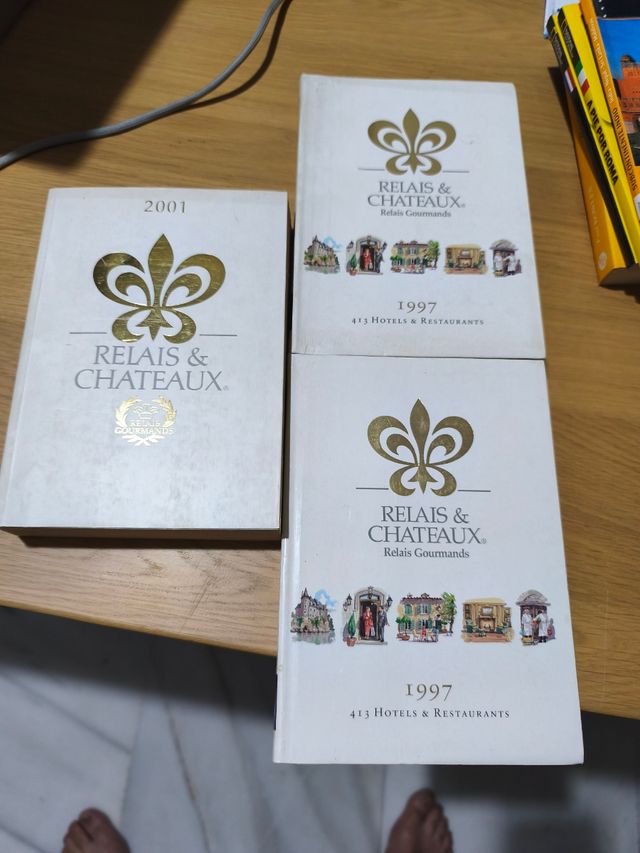 2001
RELAIS &
CHATEAUX®
RELAIS
GOURMANDS
RELAIS &
CHATEAUX®
Relais Gourmands
1997
413 HOTELS & RESTAURANTS
RELAIS &
CHATEAUX®
Relais Gourmands
1997
413 HOTELS & RESTAURANTS
A PIE POR ROMA